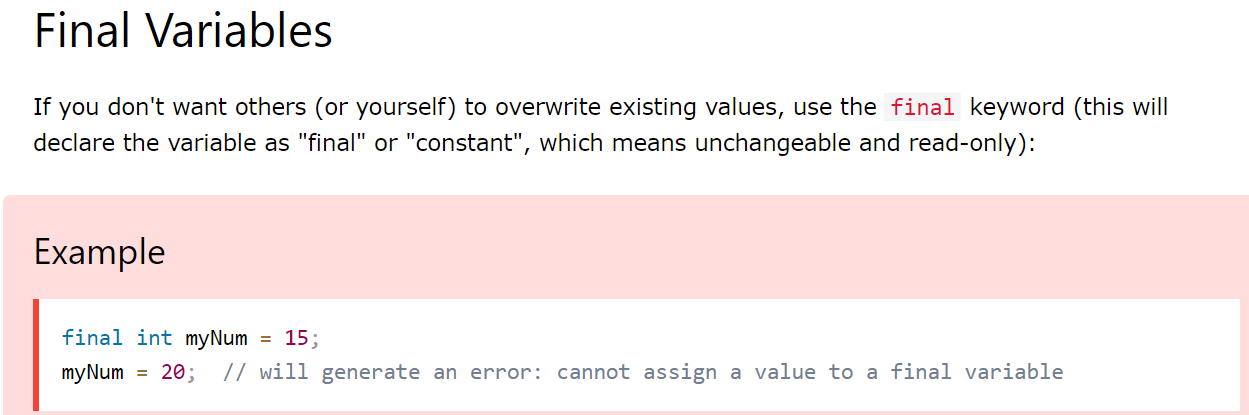 Final Variables
If you don't want others (or yourself) to overwrite existing values, use the final keyword (this will
declare the variable as "final" or "constant", which means unchangeable and read-only):
Example
final int myNum = 15;
myNum = 20;  // will generate an error: cannot assign a value to a final variable